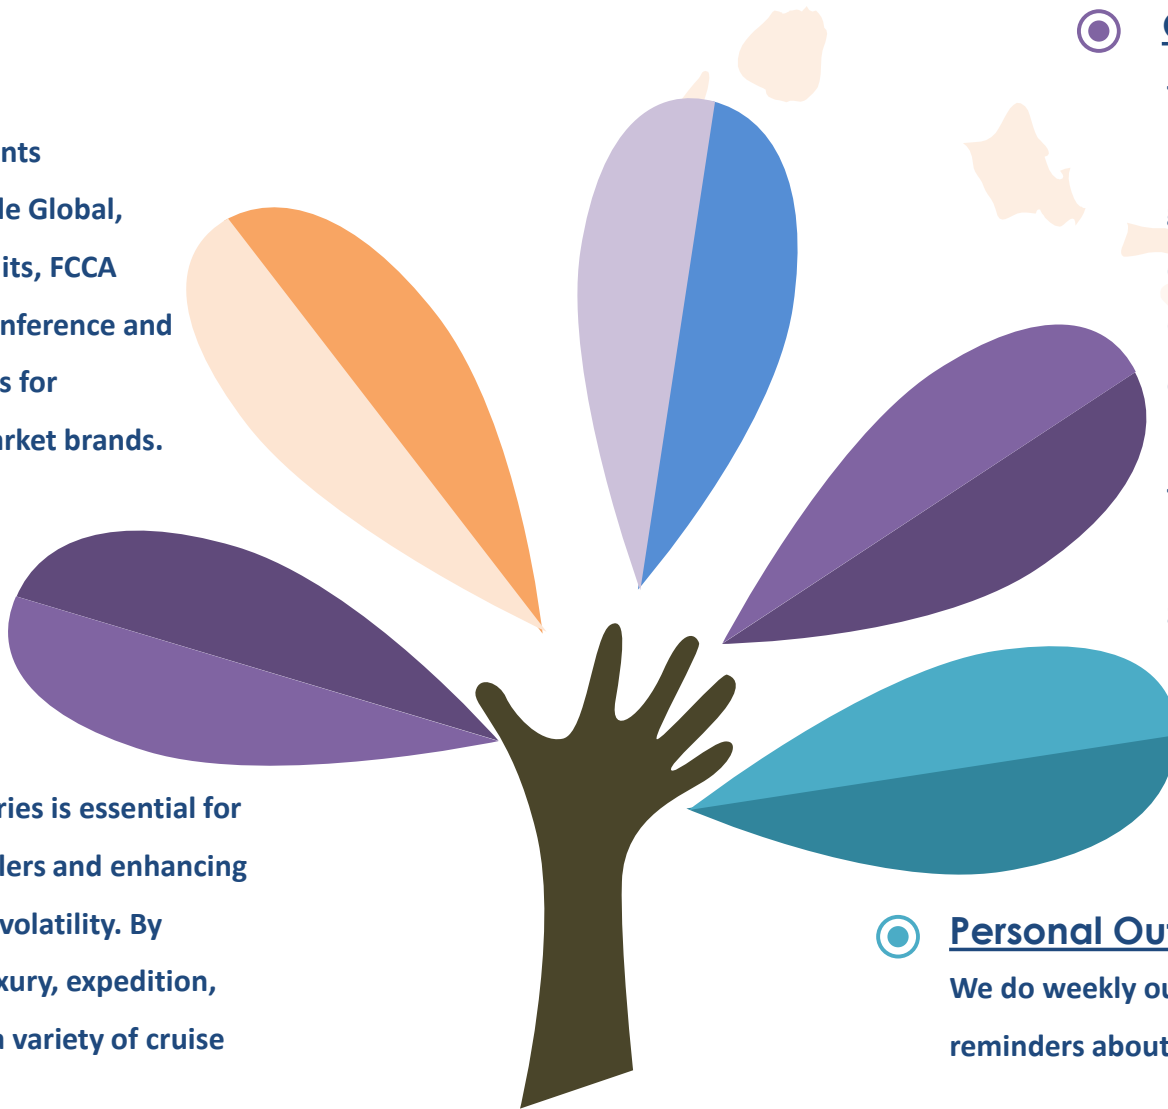 nts
le Global,
its, FCCA
nference and
s for
rket brands.
ries is essential for
lers and enhancing
volatility. By
xury, expedition,
variety of cruise
Personal Ou
We do weekly ou
reminders about